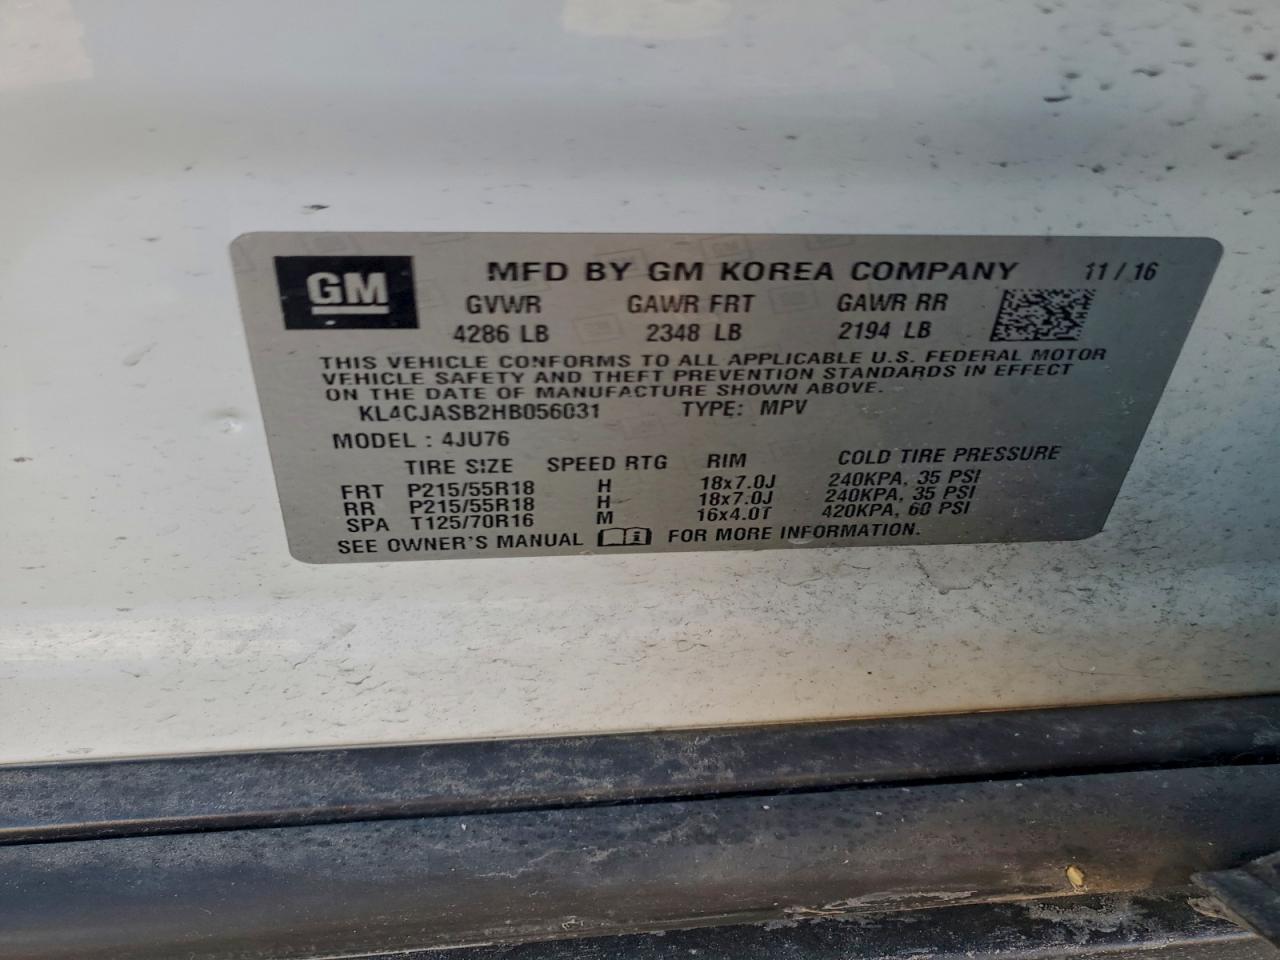 GM MFD BY GM KOREA COMPANY 11 / 16
GVWR GAWR FRT GAWR RR
4286 LB 2348 LB 2194 LB
THIS VEHICLE CONFORMS TO ALL APPLICABLE U.S. FEDERAL MOTOR
VEHICLE SAFETY AND THEFT PREVENTION STANDARDS IN EFFECT
ON THE DATE OF MANUFACTURE SHOWN ABOVE.
KL4CJASB2HB056031 TYPE: MPV
MODEL : 4JU76
TIRE SIZE SPEED RTG RIM COLD TIRE PRESSURE
FRT P215/55R18 H 18x7.0J 240KPA, 35 PSI
RR P215/55R18 H 18x7.0J 240KPA, 35 PSI
SPA T125/70R16 M 16x4.0T 420KPA, 60 PSI
SEE OWNER'S MANUAL FOR MORE INFORMATION.